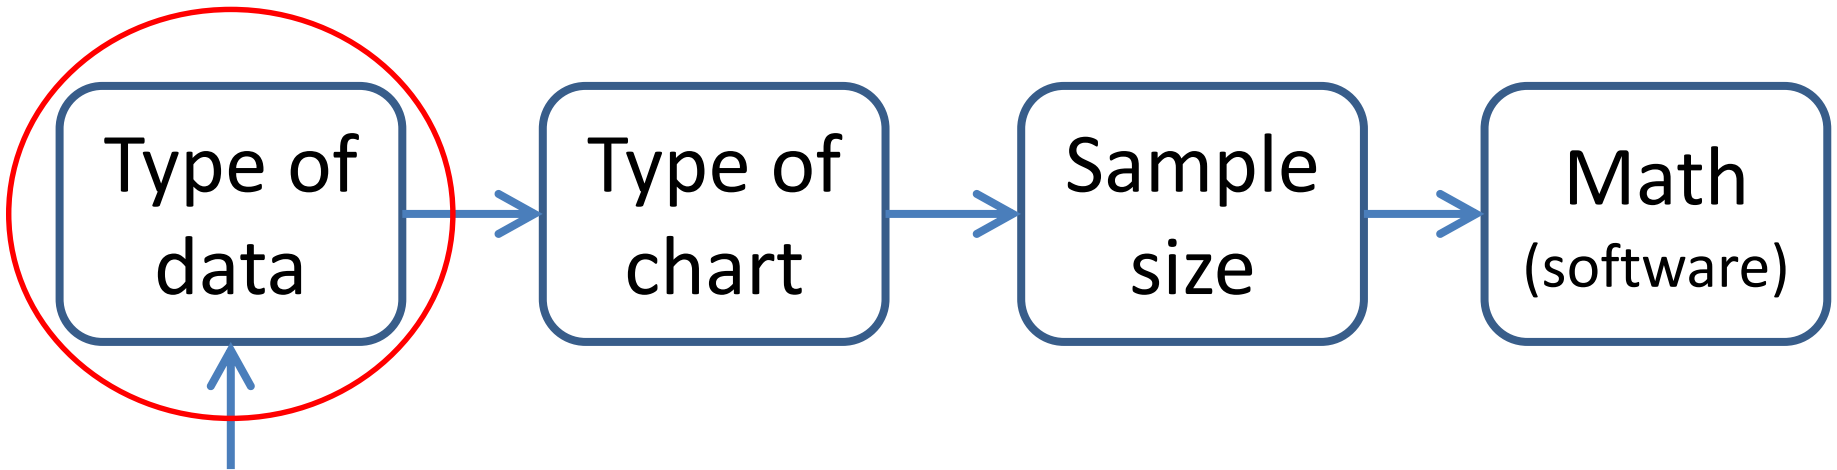 Type of
data
Type of
chart
Sample
size
Math
(software)